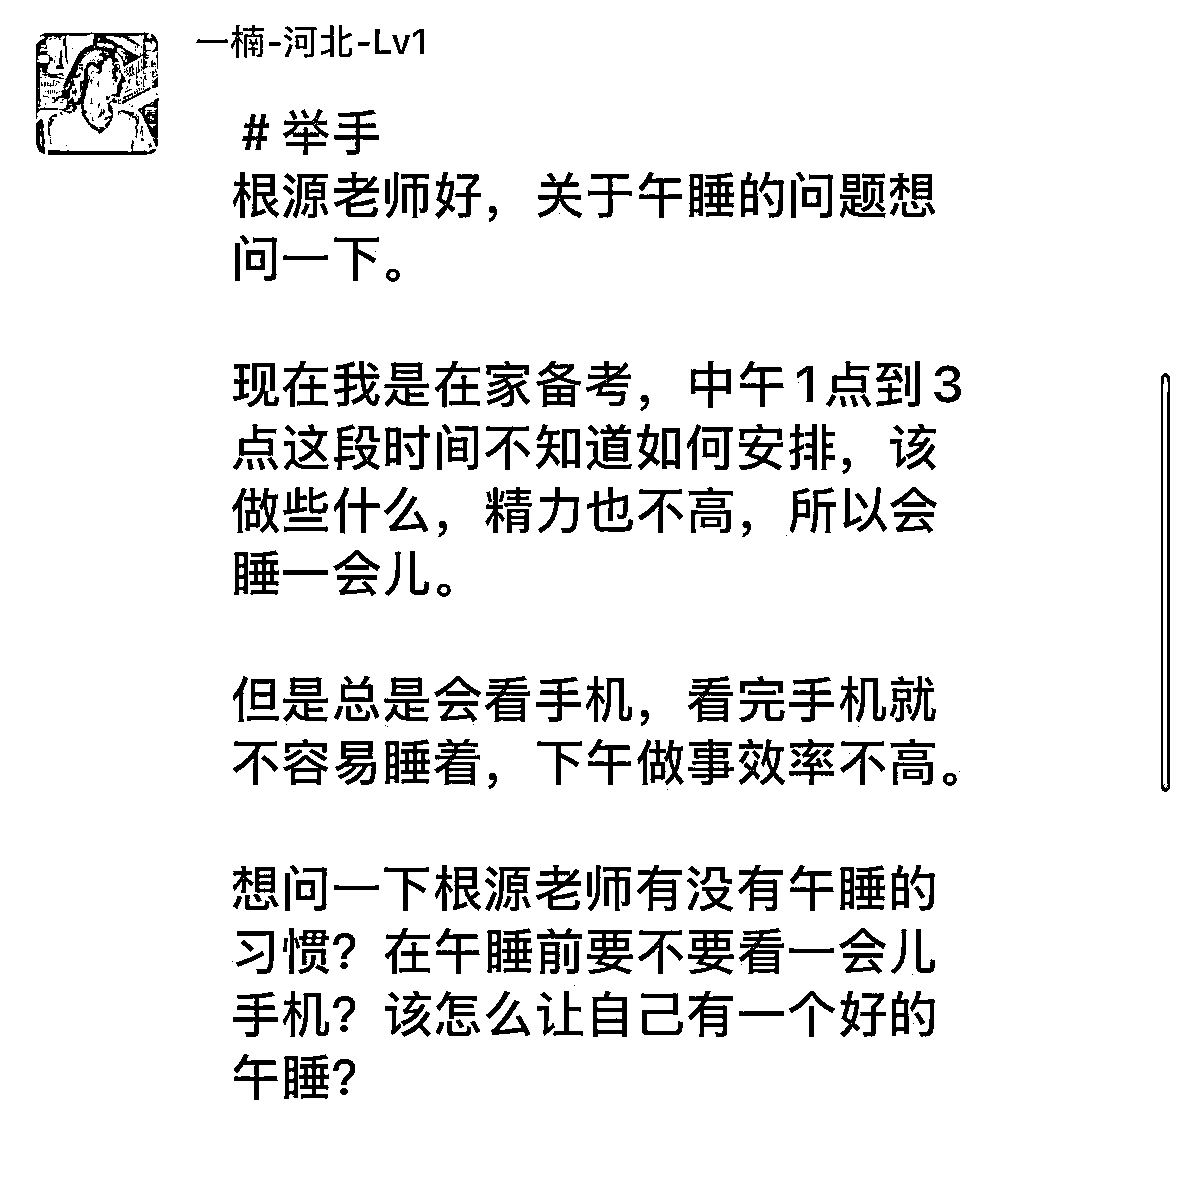 一楠-河北-Lv1
# 举手
根源老师好，关于午睡的问题想
问一下。
现在我是在家备考，中午1点到3
点这段时间不知道如何安排，该
做些什么，精力也不高，所以会
睡一会儿。
但是总是会看手机，看完手机就
不容易睡着，下午做事效率不高。
想问一下根源老师有没有午睡的
习惯？在午睡前要不要看一会儿
手机？该怎么让自己有一个好的
午睡？